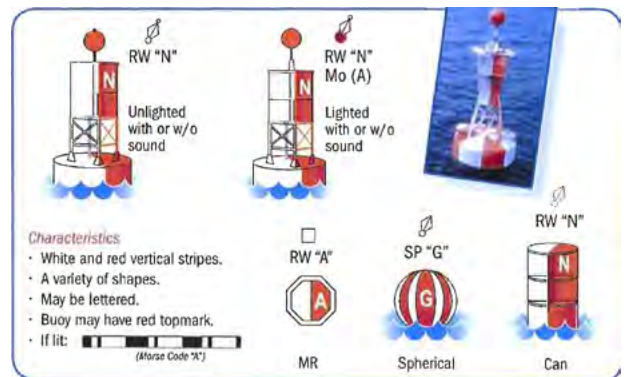 RW "N"
Unlighted
with or w/o
sound
N
RW "N"
Mo (A)
Lighted
with or w/o
sound
N
Characteristics
· White and red vertical stripes.
· A variety of shapes.
· May be lettered.
· Buoy may have red topmark.
· If lit:
(Morse Code "A")
RW "A"
A
MR
SP "G"
G
Spherical
RW "N"
N
Can